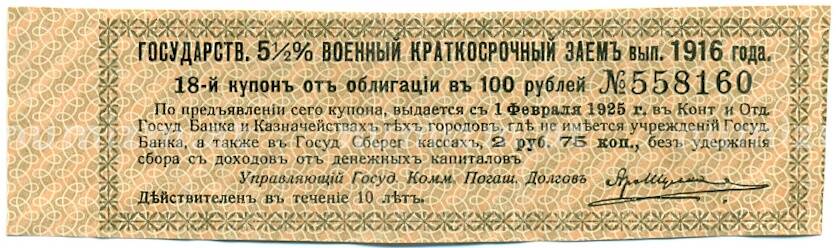 ГОСУДАРСТВ. 5½% ВОЕННЫЙ КРАТКОСРОЧНЫЙ ЗАЕМЪ вып. 1916 года.
18-й купонъ отъ облигаціи въ 100 рублей № 558160
По предъявленіи сего купона, выдается съ 1 Февраля 1925 г. въ Конт и Отд.
Госуд Банка и Казначействахъ тѣхъ городовъ, гдѣ не имѣется учрежденій Госуд.
Банка, а также въ Госуд Сберег кассахъ, 2 руб. 75 коп., безъ удержанія
сбора съ доходовъ отъ денежныхъ капиталовъ
Управляющій Госуд. Комм. Погаш. Долговъ
Дѣйствителенъ въ теченіе 10 лѣтъ.